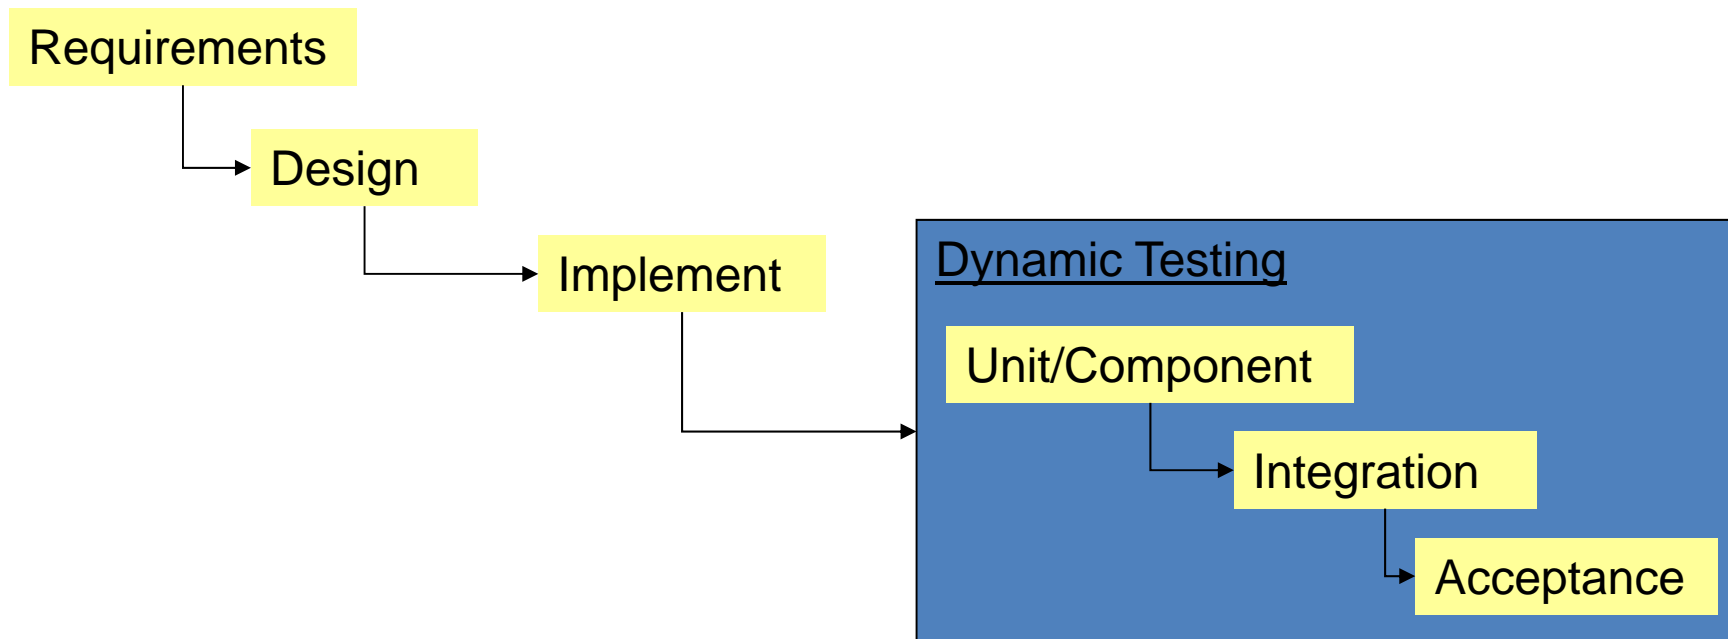 Requirements
Design
Implement
Dynamic Testing
Unit/Component
Integration
Acceptance